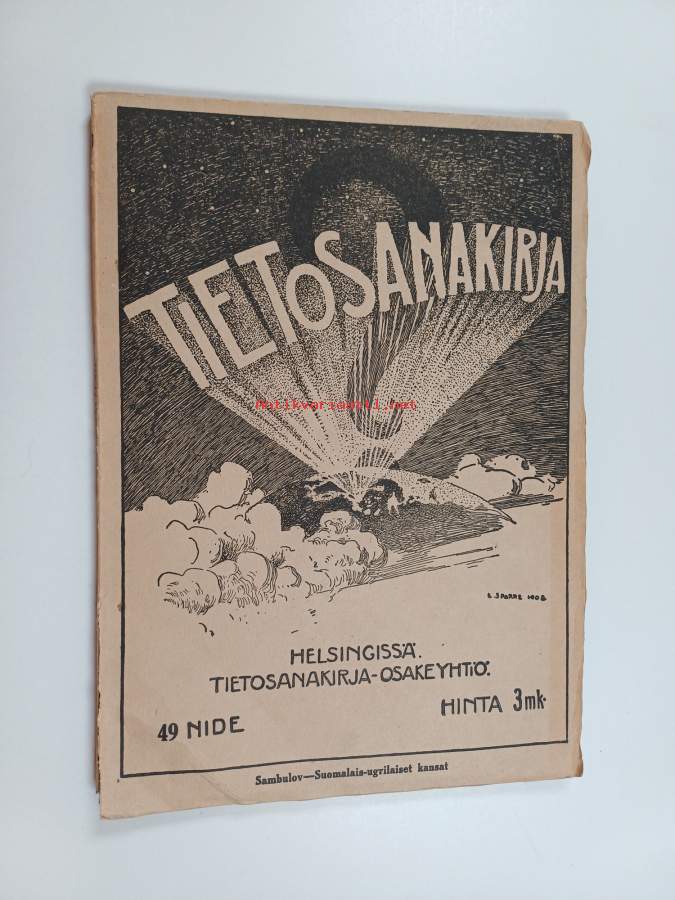 TIETOSANAKIRJA
Antikvariaatti.net
L. SPARRE 1908
HELSINGISSÄ.
TIETOSANAKIRJA-OSAKEYHTIÖ.
49 NIDE
HINTA 3mk.
Sambulov—Suomalais-ugrilaiset kansat